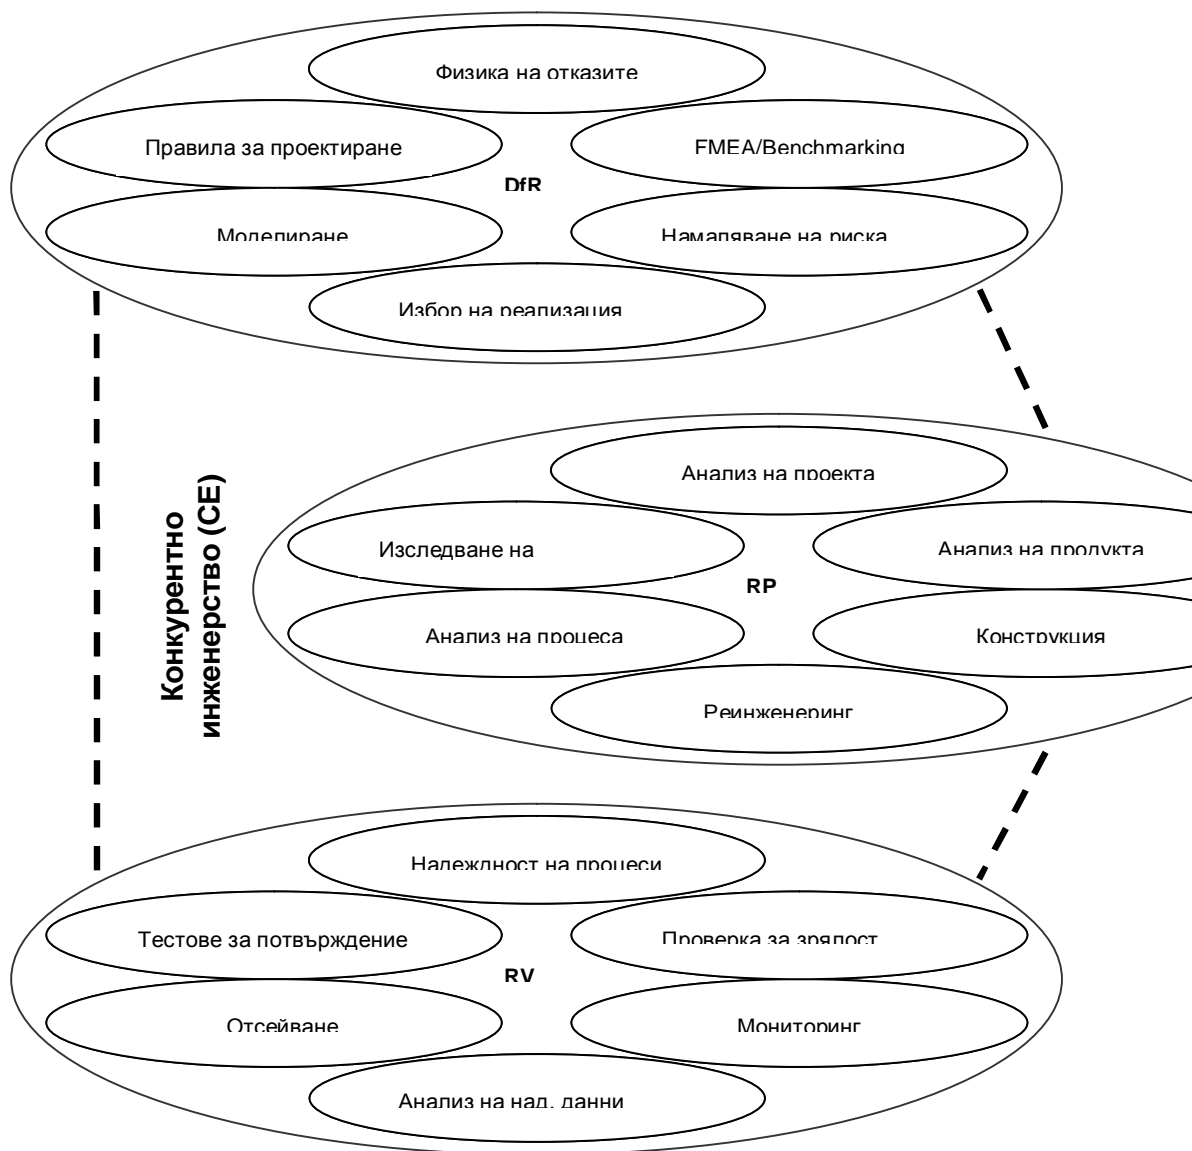 Физика на отказите
Правила за проектиране
FMEA/Benchmarking
DfR
Моделиране
Намаляване на риска
Избор на реализация
Конкурентно
инженерство (CE)
Анализ на проекта
Изследване на
Анализ на продукта
RP
Анализ на процеса
Конструкция
Реинженеринг
Надеждност на процеси
Тестове за потвърждение
Проверка за зрялост
RV
Отсейване
Мониторинг
Анализ на над. данни